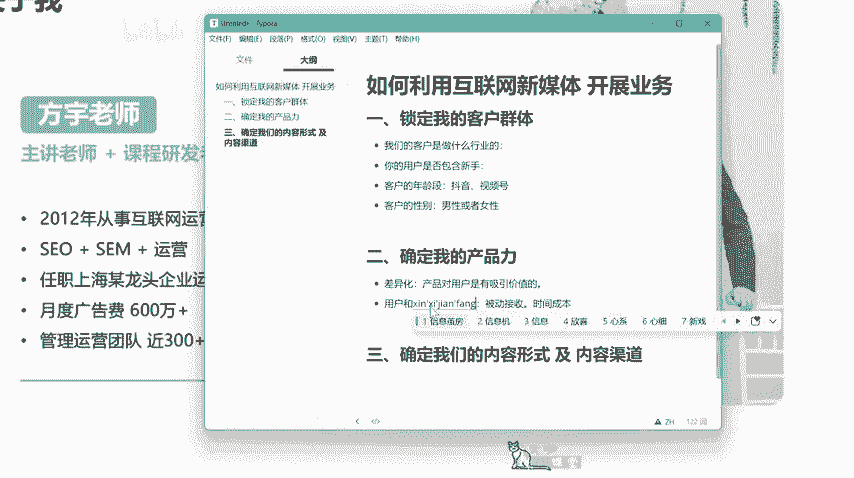 于我
方宇老师
主讲老师 + 课程研发
2012年从事互联网运营
SEO + SEM + 运营
任职上海某龙头企业运
月度广告费 600万+
管理运营团队 近300+
Typora
文件(F) 编辑(E) 段落(P) 格式(O) 视图(V) 主题(T) 帮助(H)
文件 大纲
如何利用互联网新媒体 开展业务
一、锁定我的客户群体
二、确定我的产品力
三、确定我们的内容形式 及
内容渠道
如何利用互联网新媒体 开展业务
一、锁定我的客户群体
我们的客户是做什么行业的：
你的用户是否包含新手：
客户的年龄段：抖音、视频号
客户的性别：男性或者女性
二、确定我的产品力
差异化：产品对用户是有吸引价值的。
用户和xin'xi'jian'fang：被动接收。时间成本
1 信息茧房 2 信息机 3 信息 4 放喜 5 心系 6 心细 7 新戏
三、确定我们的内容形式 及 内容渠道
ZH 122 词
课堂